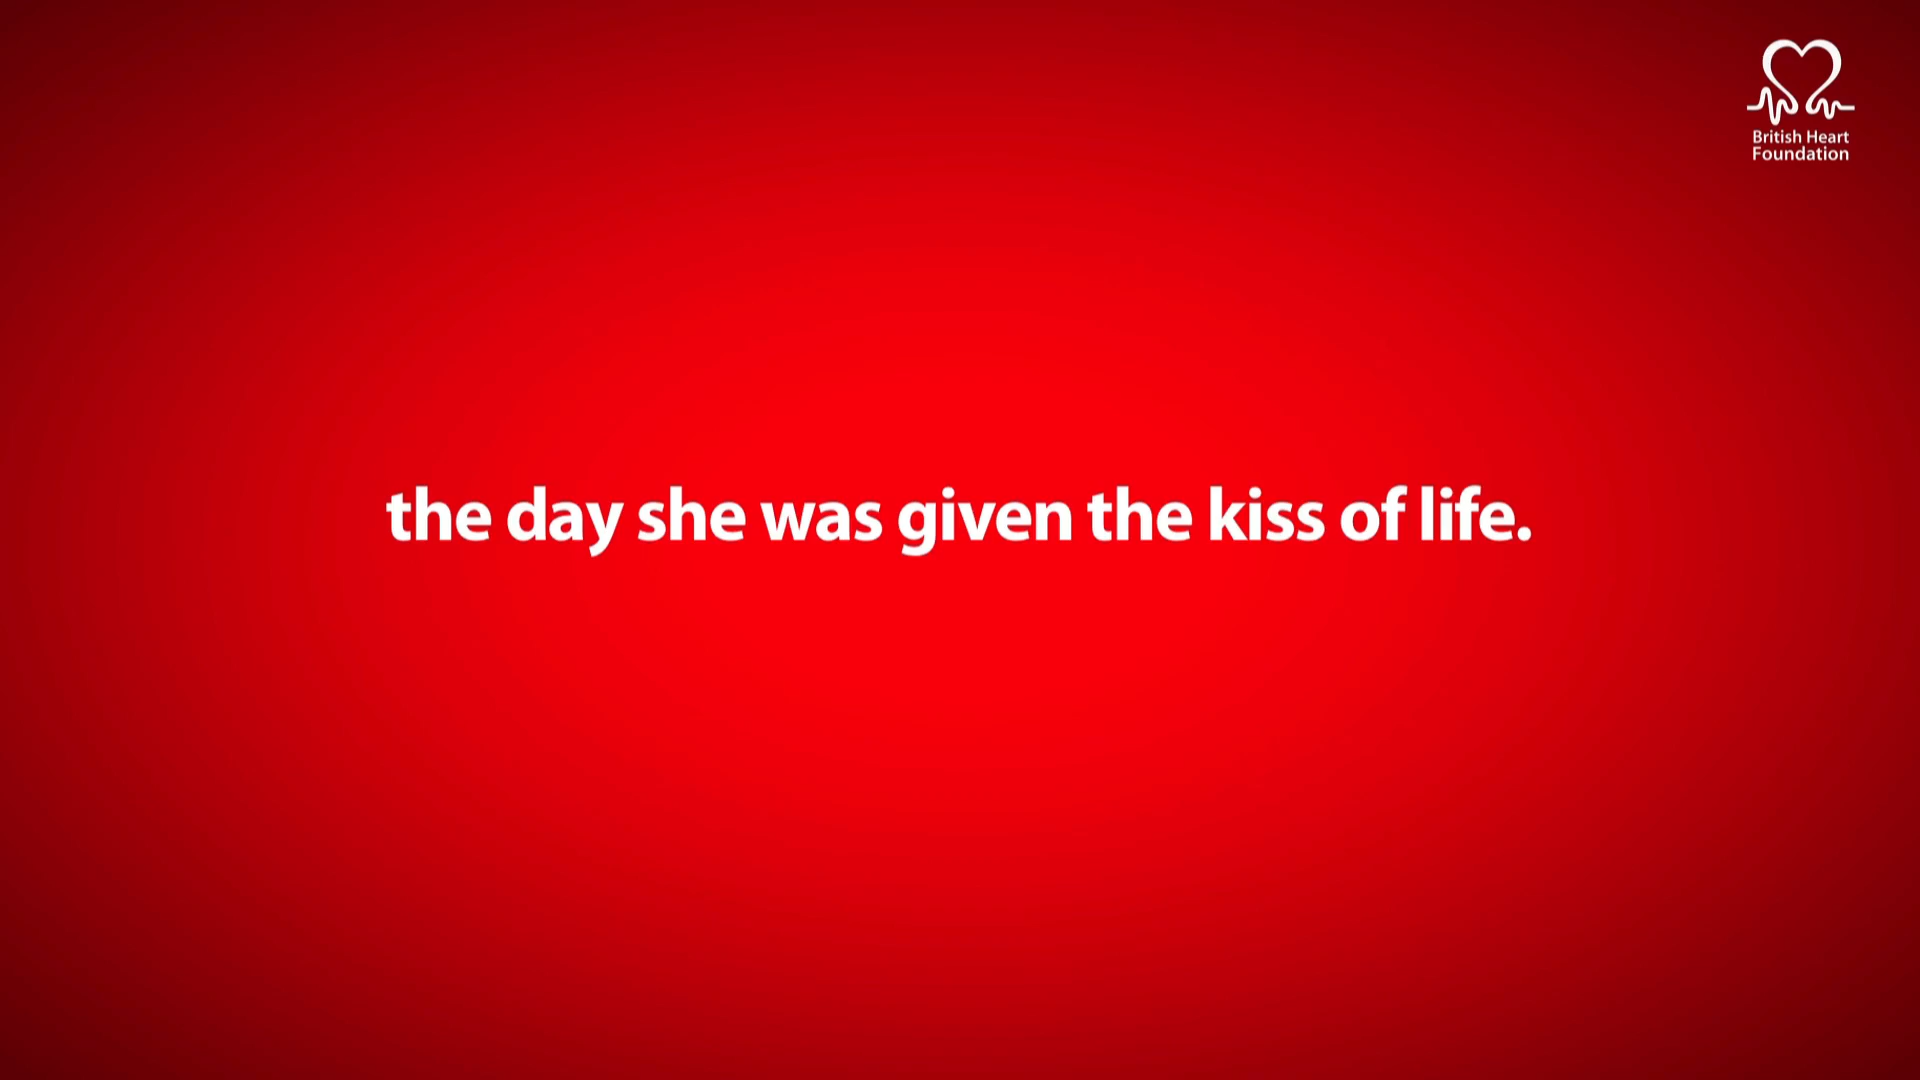 British Heart
Foundation
the day she was given the kiss of life.